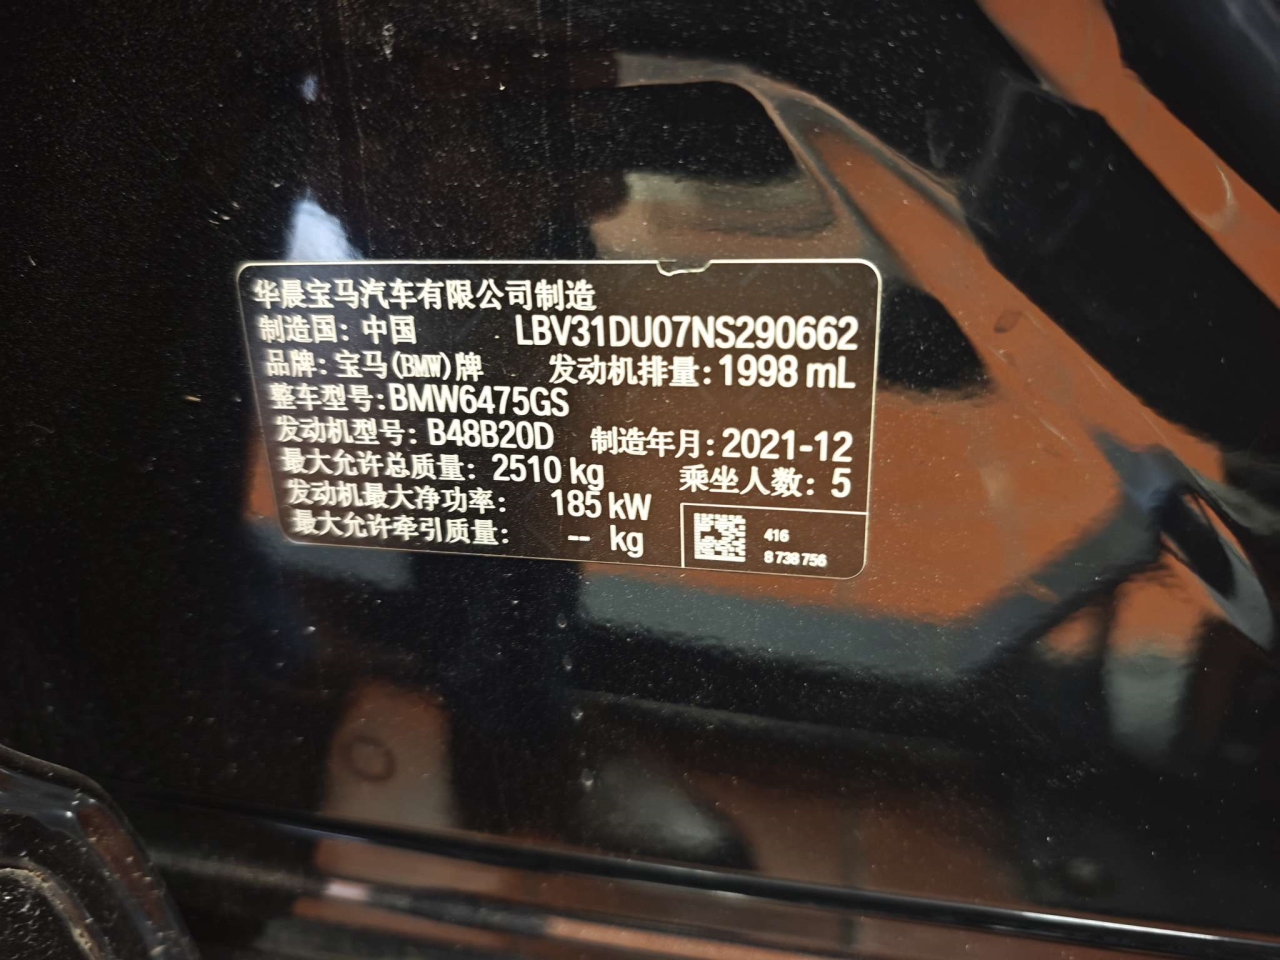 华晨宝马汽车有限公司制造
制造国: 中国 LBV31DU07NS290662
品牌: 宝马(BMW)牌 发动机排量: 1998 mL
整车型号: BMW6475GS
发动机型号: B48B20D 制造年月: 2021-12
最大允许总质量: 2510 kg 乘坐人数: 5
发动机最大净功率: 185 kW
最大允许牵引质量: -- kg
416
8 738 756